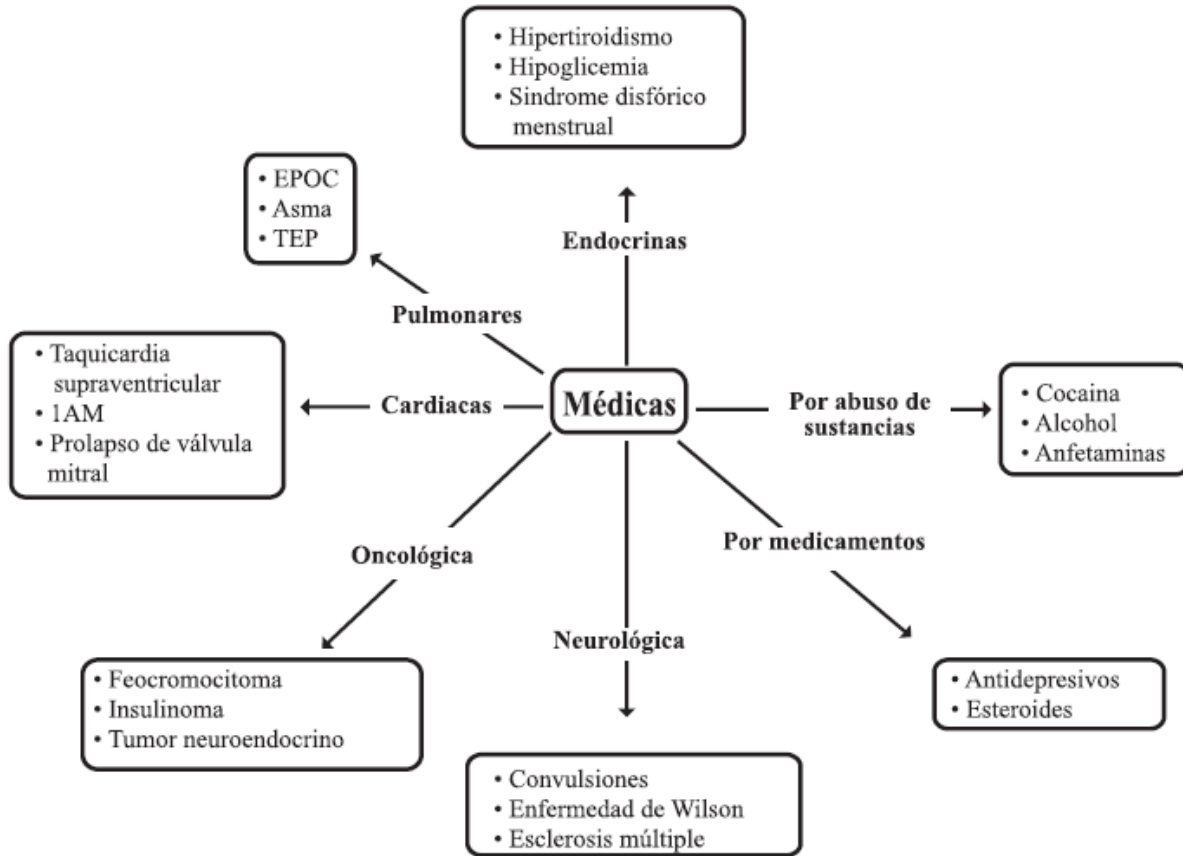 • Hipertiroidismo
• Hipoglicemia
• Sindrome disfórico
menstrual
• EPOC
• Asma
• TEP
Endocrinas
Pulmonares
• Taquicardia
supraventricular
• 1AM
• Prolapso de válvula
mitral
Cardiacas
Médicas
Por abuso de
sustancias
• Cocaina
• Alcohol
• Anfetaminas
Oncológica
Por medicamentos
Neurológica
• Feocromocitoma
• Insulinoma
• Tumor neuroendocrino
• Antidepresivos
• Esteroides
• Convulsiones
• Enfermedad de Wilson
• Esclerosis múltiple